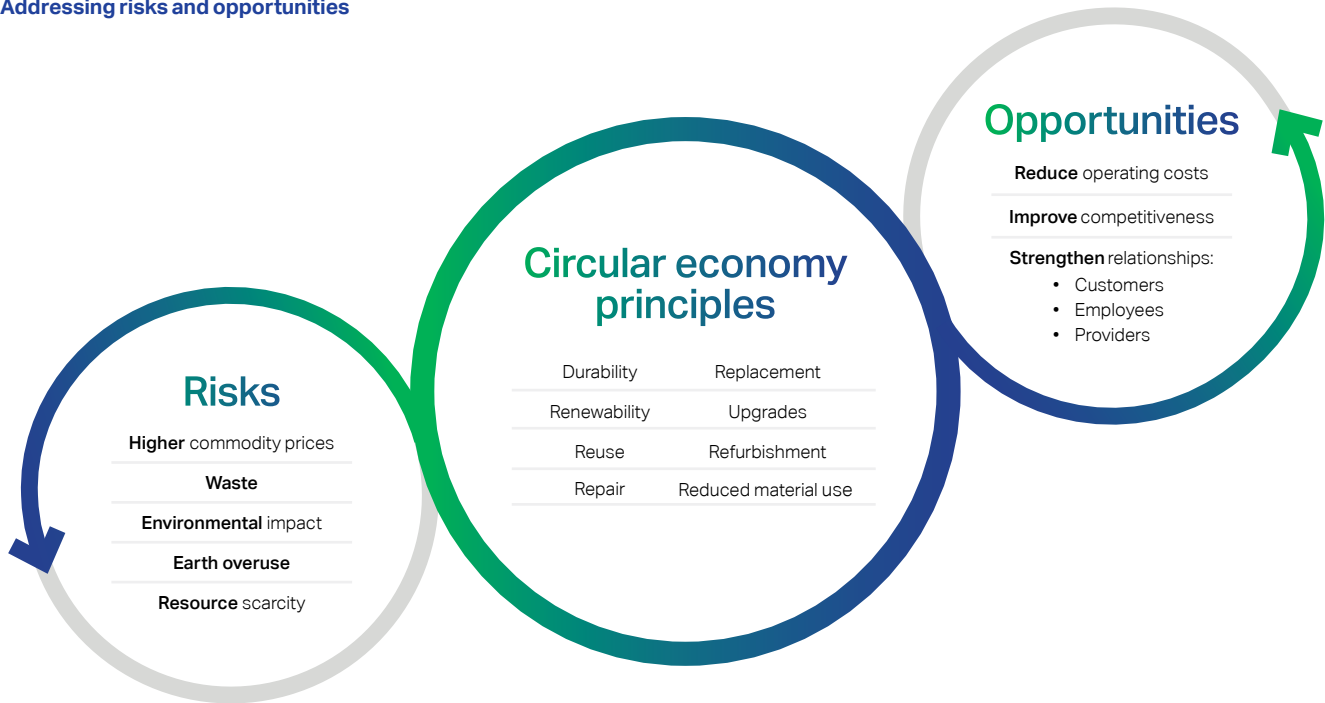 Addressing risks and opportunities
Risks
Higher commodity prices
Waste
Environmental impact
Earth overuse
Resource scarcity
Circular economy
principles
Durability
Replacement
Renewability
Upgrades
Reuse
Refurbishment
Repair
Reduced material use
Opportunities
Reduce operating costs
Improve competitiveness
Strengthen relationships:
• Customers
• Employees
• Providers